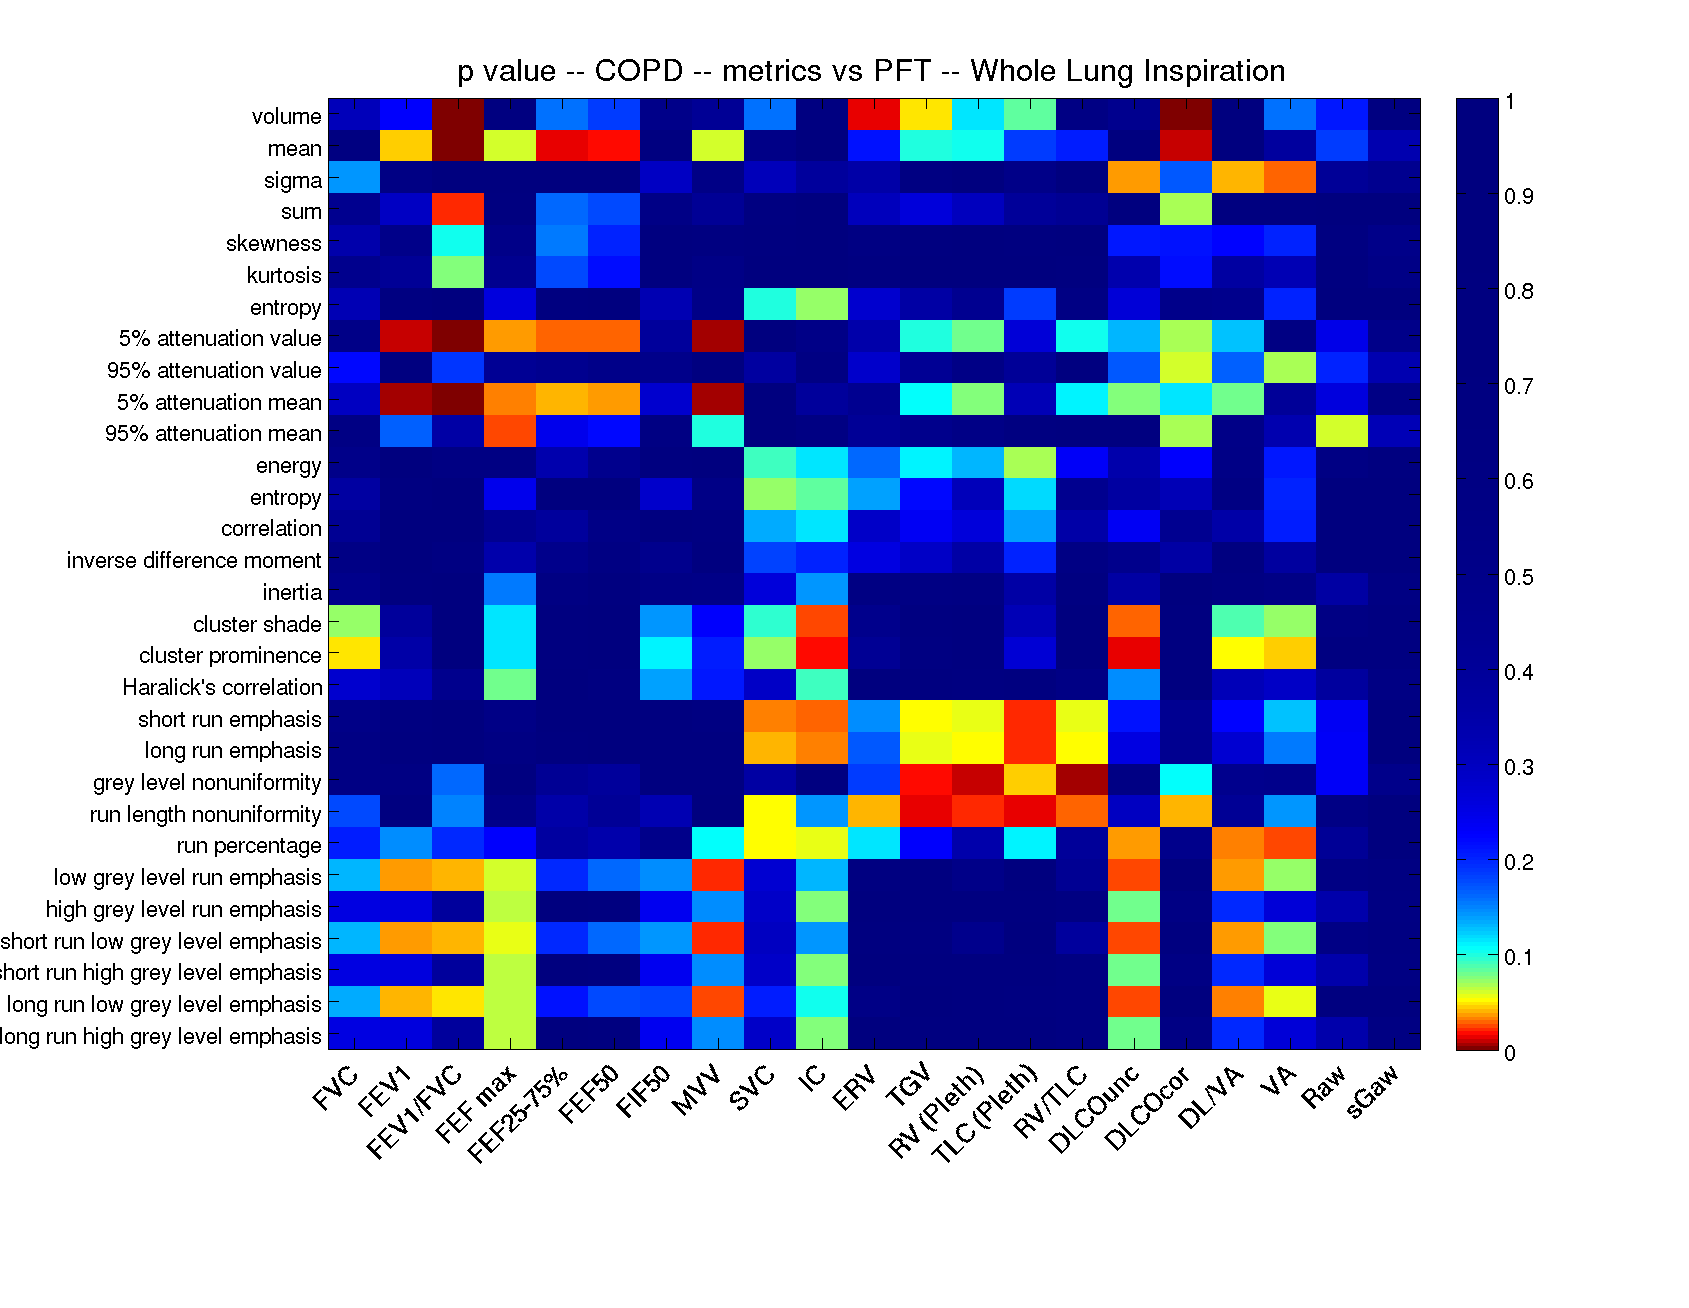 p value -- COPD -- metrics vs PFT -- Whole Lung Inspiration
volume
mean
sigma
sum
skewness
kurtosis
entropy
5% attenuation value
95% attenuation value
5% attenuation mean
95% attenuation mean
energy
entropy
correlation
inverse difference moment
inertia
cluster shade
cluster prominence
Haralick's correlation
short run emphasis
long run emphasis
grey level nonuniformity
run length nonuniformity
run percentage
low grey level run emphasis
high grey level run emphasis
short run low grey level emphasis
short run high grey level emphasis
long run low grey level emphasis
long run high grey level emphasis
FVC
FEV1
FEV1/FVC
FEF max
FEF25-75%
FEF50
FIF50
MVV
SVC
IC
ERV
TGV
RV (Pleth)
TLC (Pleth)
RV/TLC
DLCOunc
DLCOcor
DL/VA
VA
Raw
sGaw
1
0.9
0.8
0.7
0.6
0.5
0.4
0.3
0.2
0.1
0